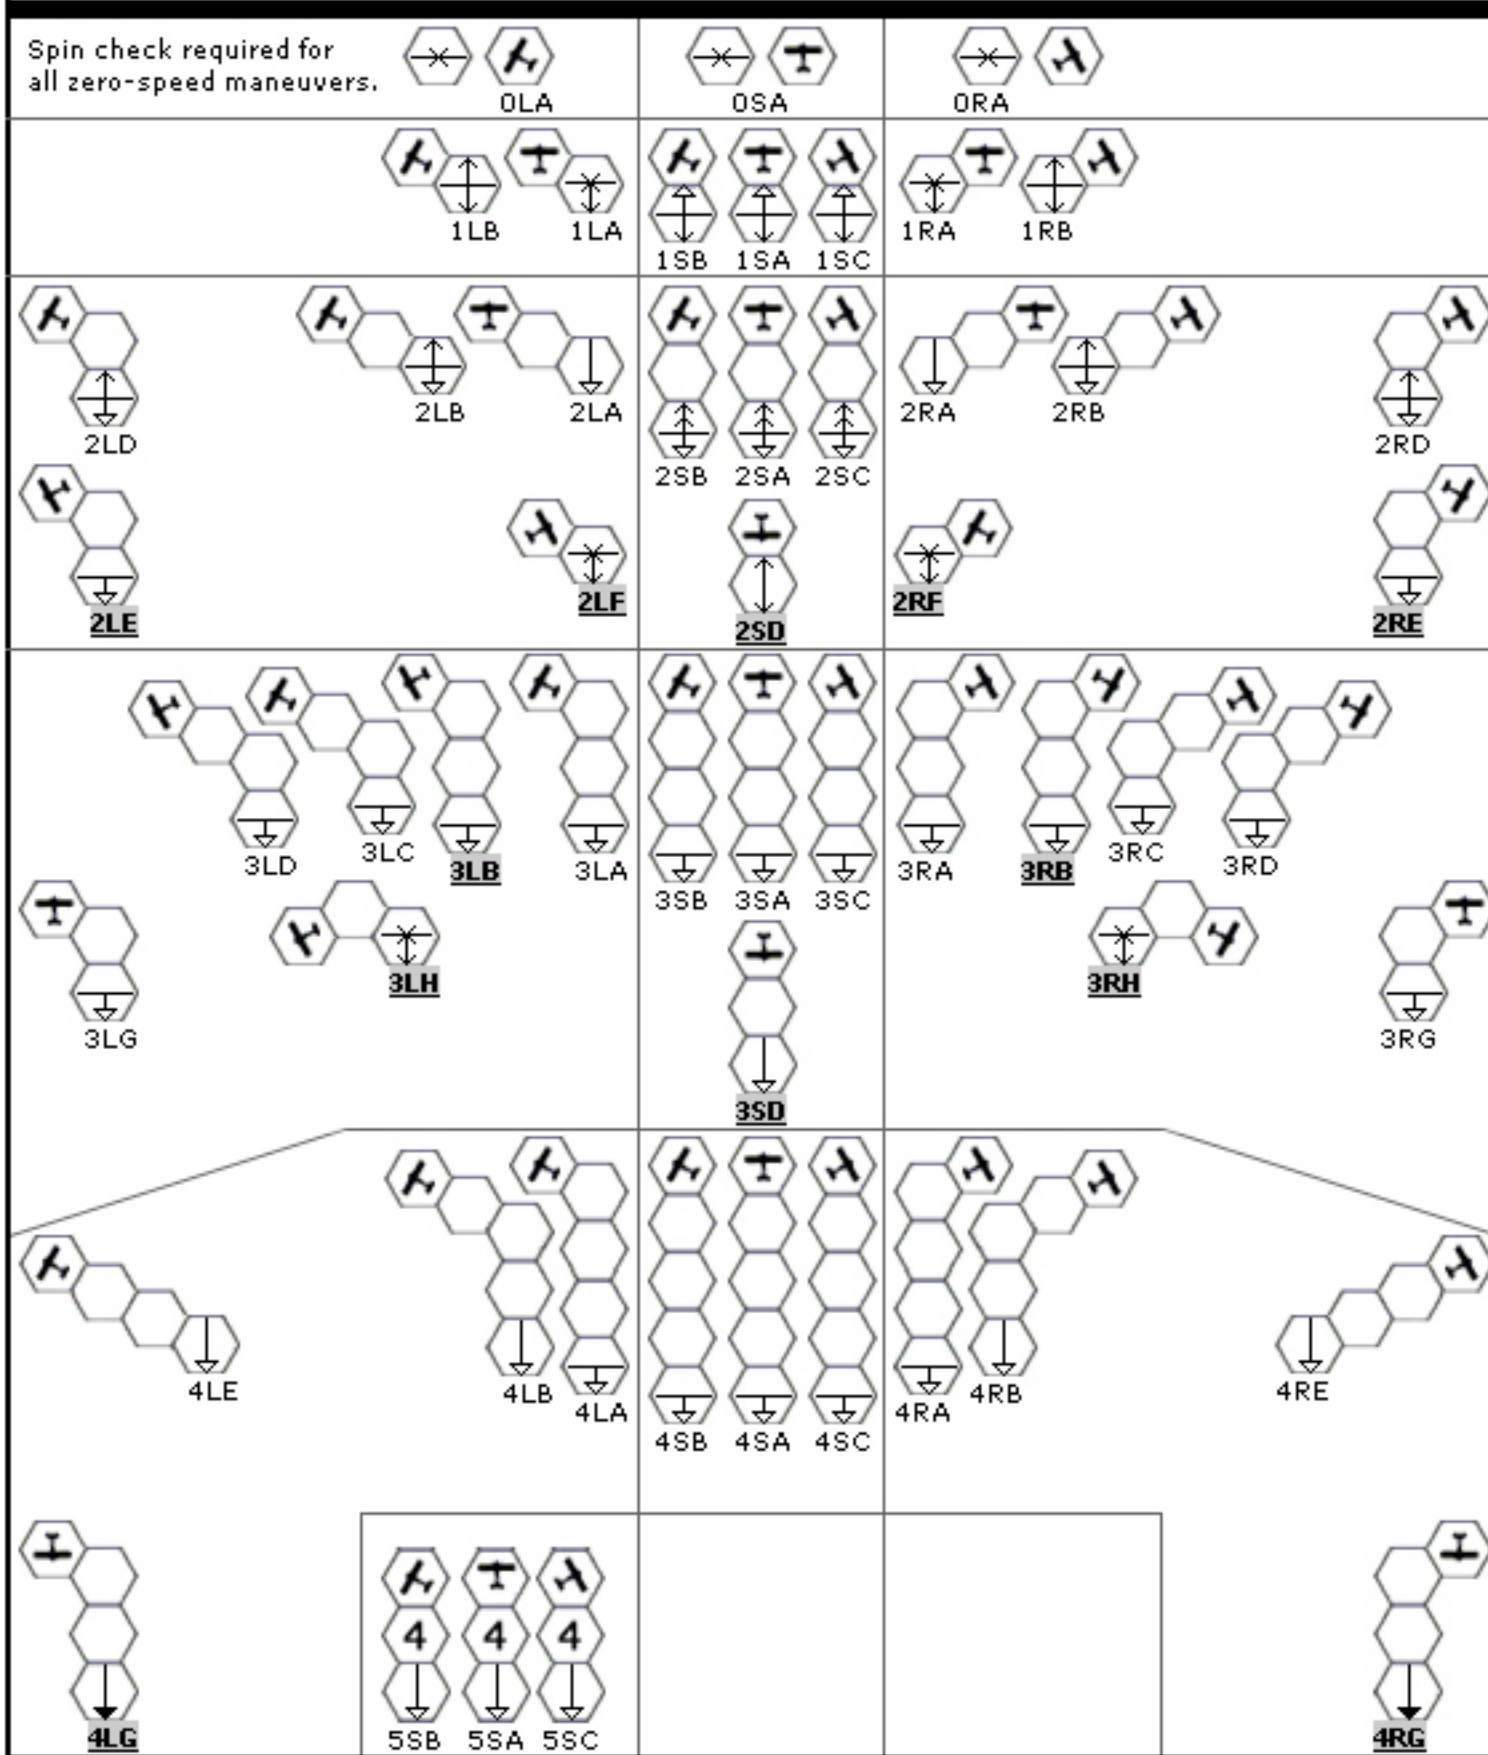 Spin check required for
all zero-speed maneuvers.
0LA
0SA
0RA
1LB
1LA
1SB
1SA
1SC
1RA
1RB
2LD
2LB
2LA
2SB
2SA
2SC
2RA
2RB
2RD
2LE
2LF
2SD
2RF
2RE
3LD
3LC
3LB
3LA
3SB
3SA
3SC
3RA
3RB
3RC
3RD
3LG
3LH
3SD
3RH
3RG
4LE
4LB
4LA
4SB
4SA
4SC
4RA
4RB
4RE
4LG
4
4
4
5SB
5SA
5SC
4RG